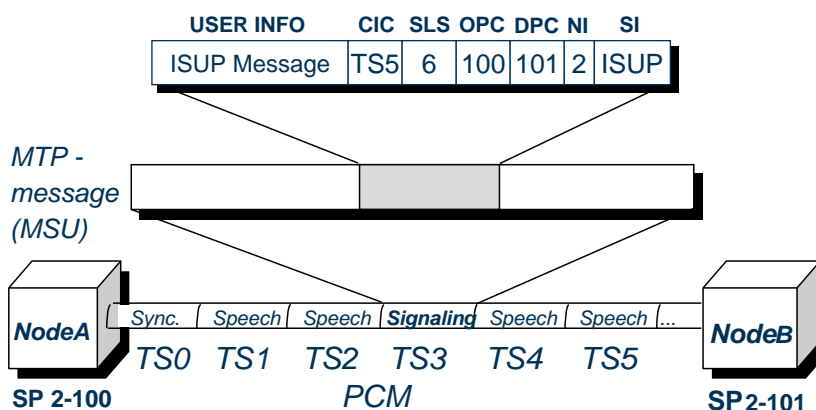 USER INFO CIC SLS OPC DPC NI SI
ISUP Message TS5 6 100 101 2 ISUP
MTP -
message
(MSU)
NodeA Sync. Speech Speech Signaling Speech Speech ... NodeB
TS0 TS1 TS2 TS3 TS4 TS5
SP 2-100 PCM SP 2-101